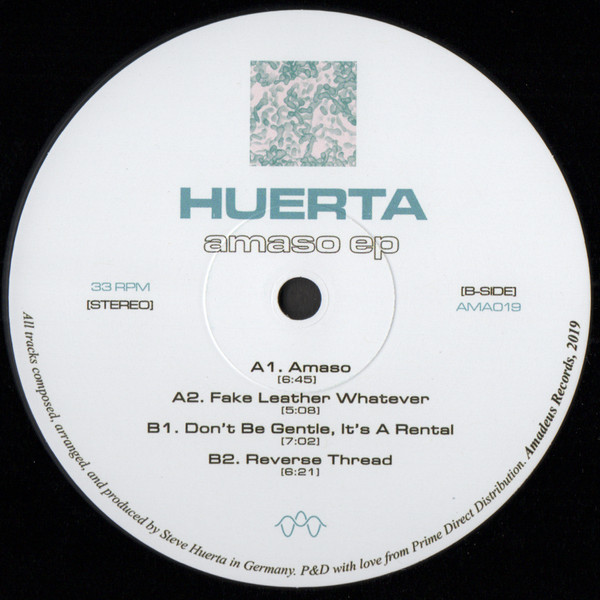 HUERTA
amaso ep
33 RPM
[STEREO]
[B-SIDE]
AMA019
A1. Amaso
[6:45]
A2. Fake Leather Whatever
[5:08]
B1. Don't Be Gentle, It's A Rental
[7:02]
B2. Reverse Thread
[6:21]
All tracks composed, arranged, and produced by Steve Huerta in Germany. P&D with love from Prime Direct Distribution. Amadeus Records, 2019